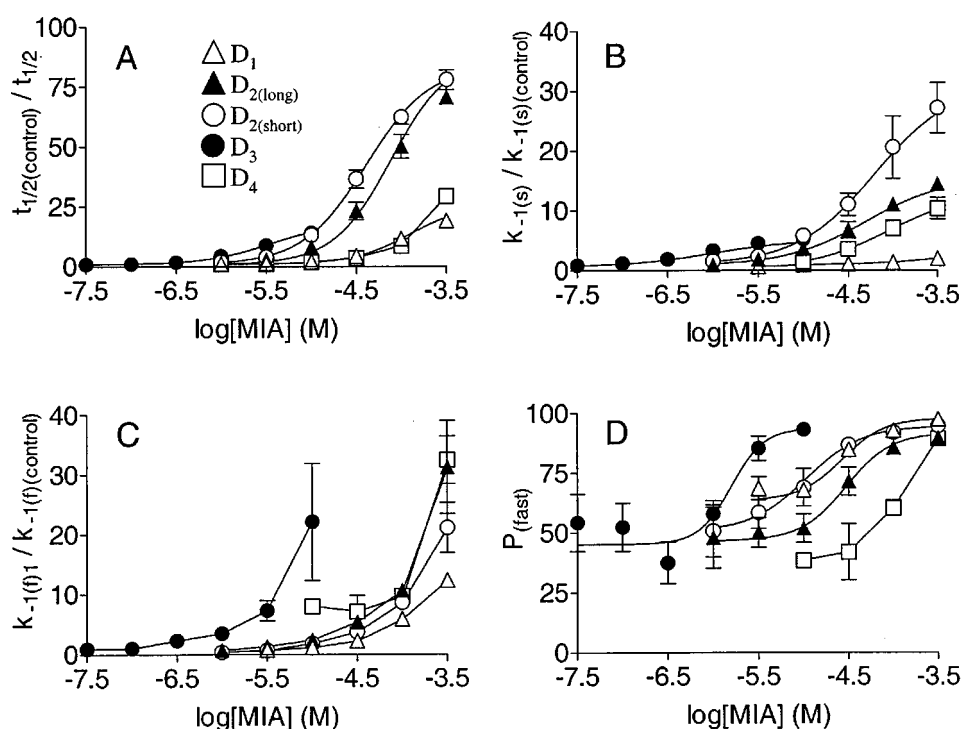 A
t1/2(control) / t1/2
100
75
50
25
0
D1
D2(long)
D2(short)
D3
D4
-7.5 -6.5 -5.5 -4.5 -3.5
log[MIA] (M)
B
k-1(s) / k-1(s)(control)
40
30
20
10
0
-7.5 -6.5 -5.5 -4.5 -3.5
log[MIA] (M)
C
k-1(f)1 / k-1(f)(control)
40
30
20
10
0
-7.5 -6.5 -5.5 -4.5 -3.5
log[MIA] (M)
D
P(fast)
100
75
50
25
0
-7.5 -6.5 -5.5 -4.5 -3.5
log[MIA] (M)